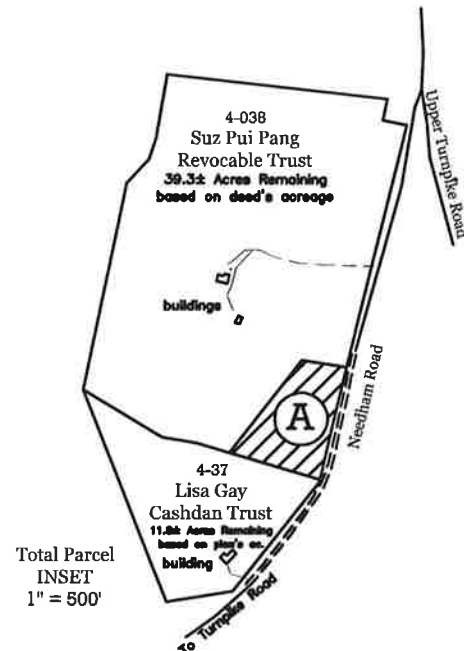 4-038
Suz Pui Pang
Revocable Trust
39.3± Acres Remaining
based on deed's acreage
Upper Turnpike Road
buildings
A
Needham Road
4-37
Lisa Gay
Cashdan Trust
Acres Remaining
based on plan's ac.
building
Total Parcel
INSET
1" = 500'
Turnpike Road